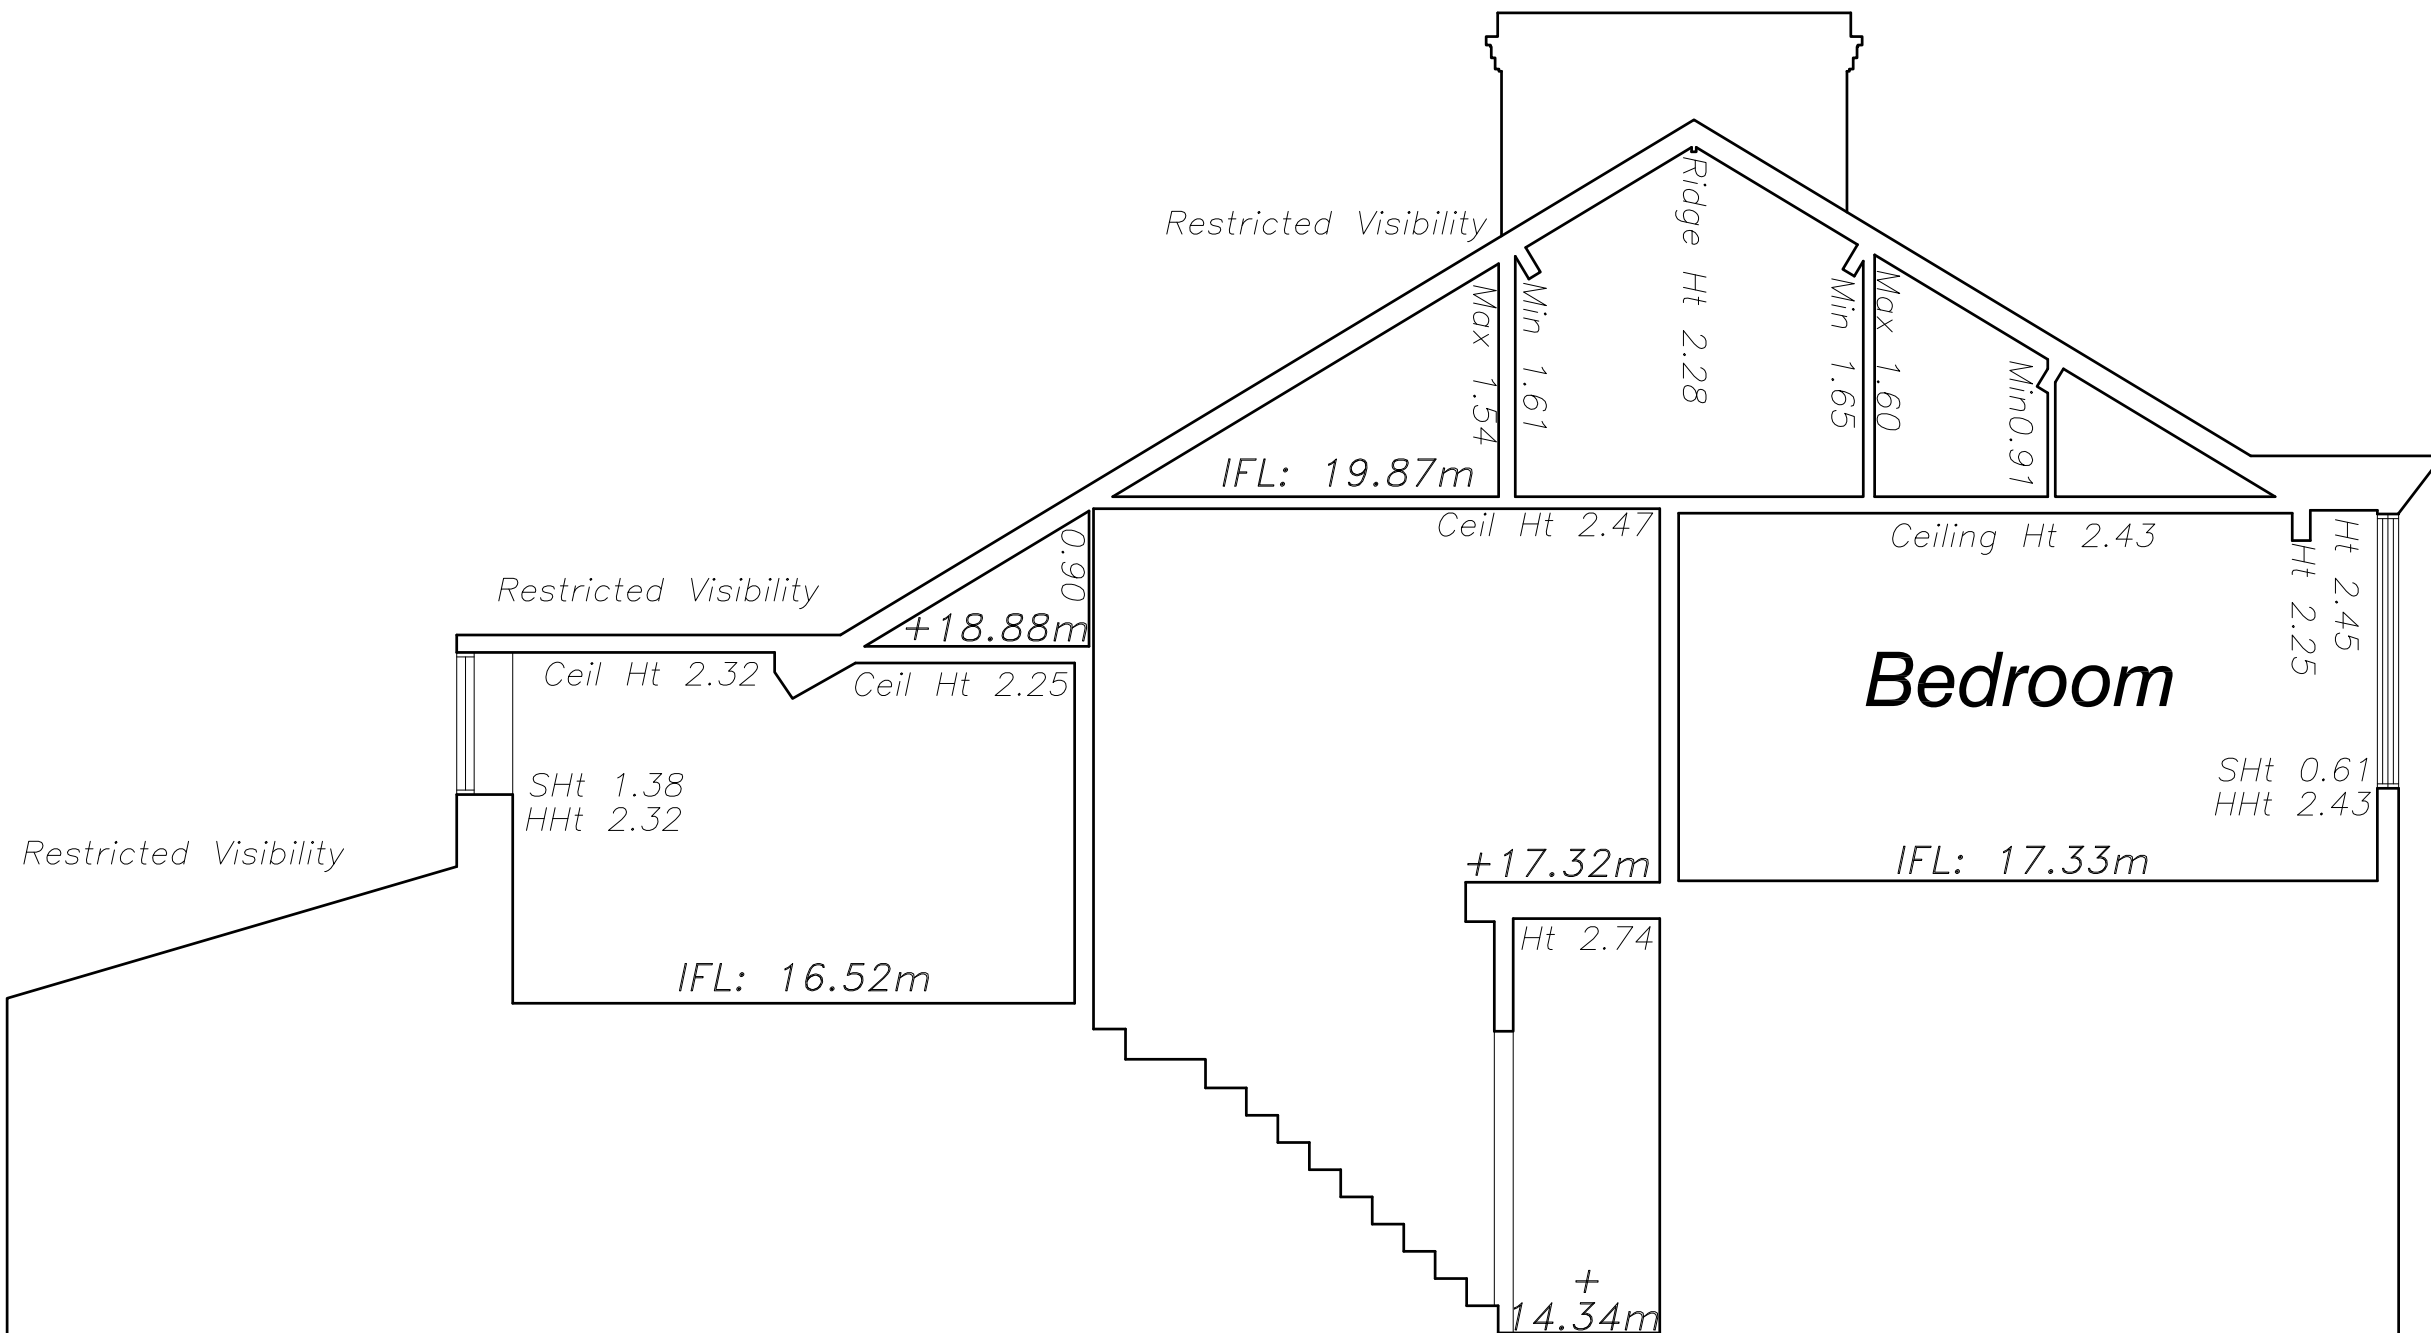 Restricted Visibility
Ridge Ht 2.28
Max 1.54
Min 1.61
Min 1.65
Max 1.60
Min0.91
IFL: 19.87m
Ceil Ht 2.47
Ceiling Ht 2.43
Ht 2.45
Ht 2.25
0.90
Restricted Visibility
+18.88m
Ceil Ht 2.32
Ceil Ht 2.25
Bedroom
SHt 1.38
HHt 2.32
SHt 0.61
HHt 2.43
Restricted Visibility
+17.32m
IFL: 17.33m
Ht 2.74
IFL: 16.52m
+
14.34m